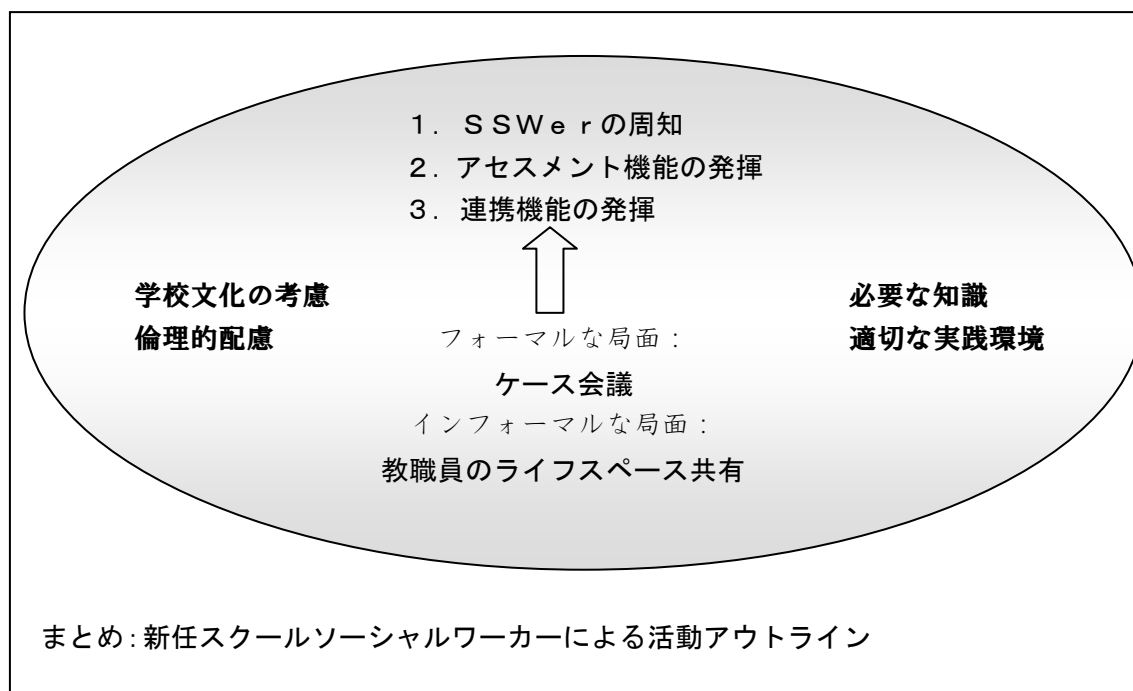 １．ＳＳＷｅｒの周知
２．アセスメント機能の発揮
３．連携機能の発揮
学校文化の考慮
倫理的配慮
必要な知識
適切な実践環境
フォーマルな局面：
ケース会議
インフォーマルな局面：
教職員のライフスペース共有
まとめ：新任スクールソーシャルワーカーによる活動アウトライン